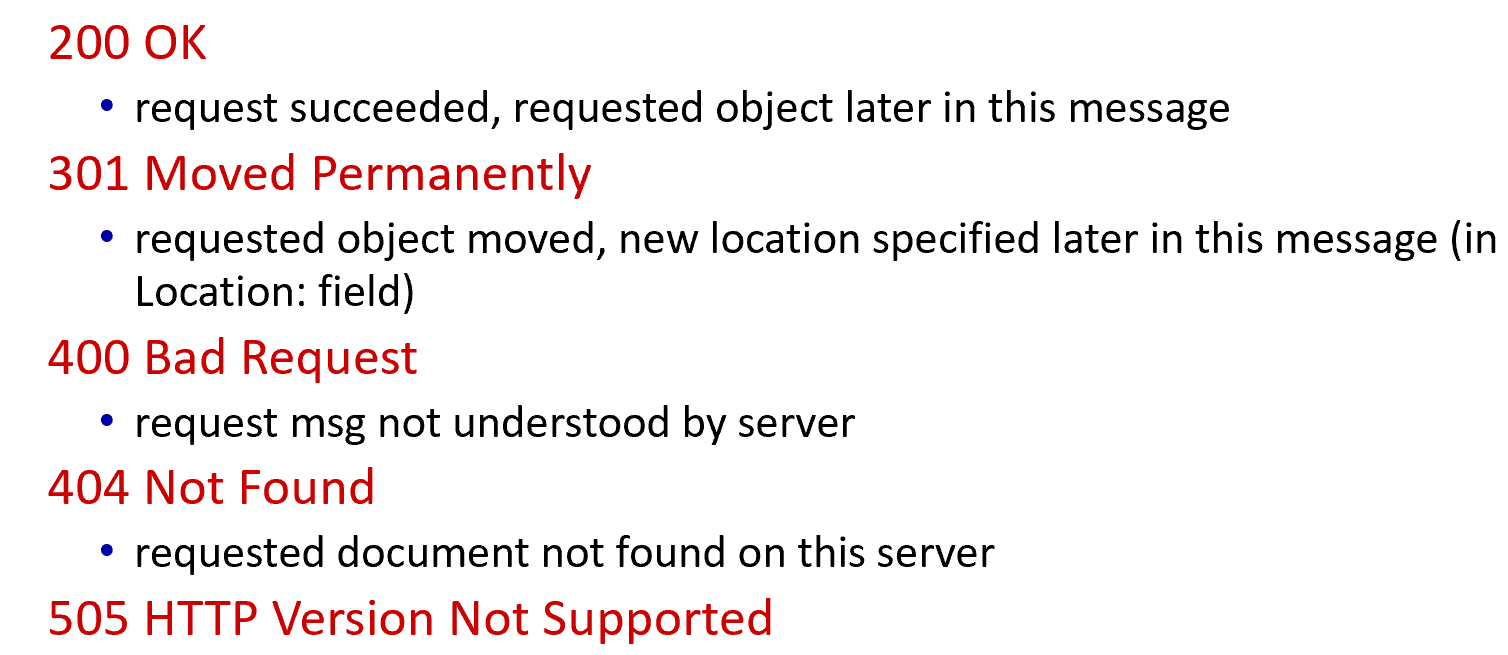 200 OK
• request succeeded, requested object later in this message
301 Moved Permanently
• requested object moved, new location specified later in this message (in
Location: field)
400 Bad Request
• request msg not understood by server
404 Not Found
• requested document not found on this server
505 HTTP Version Not Supported